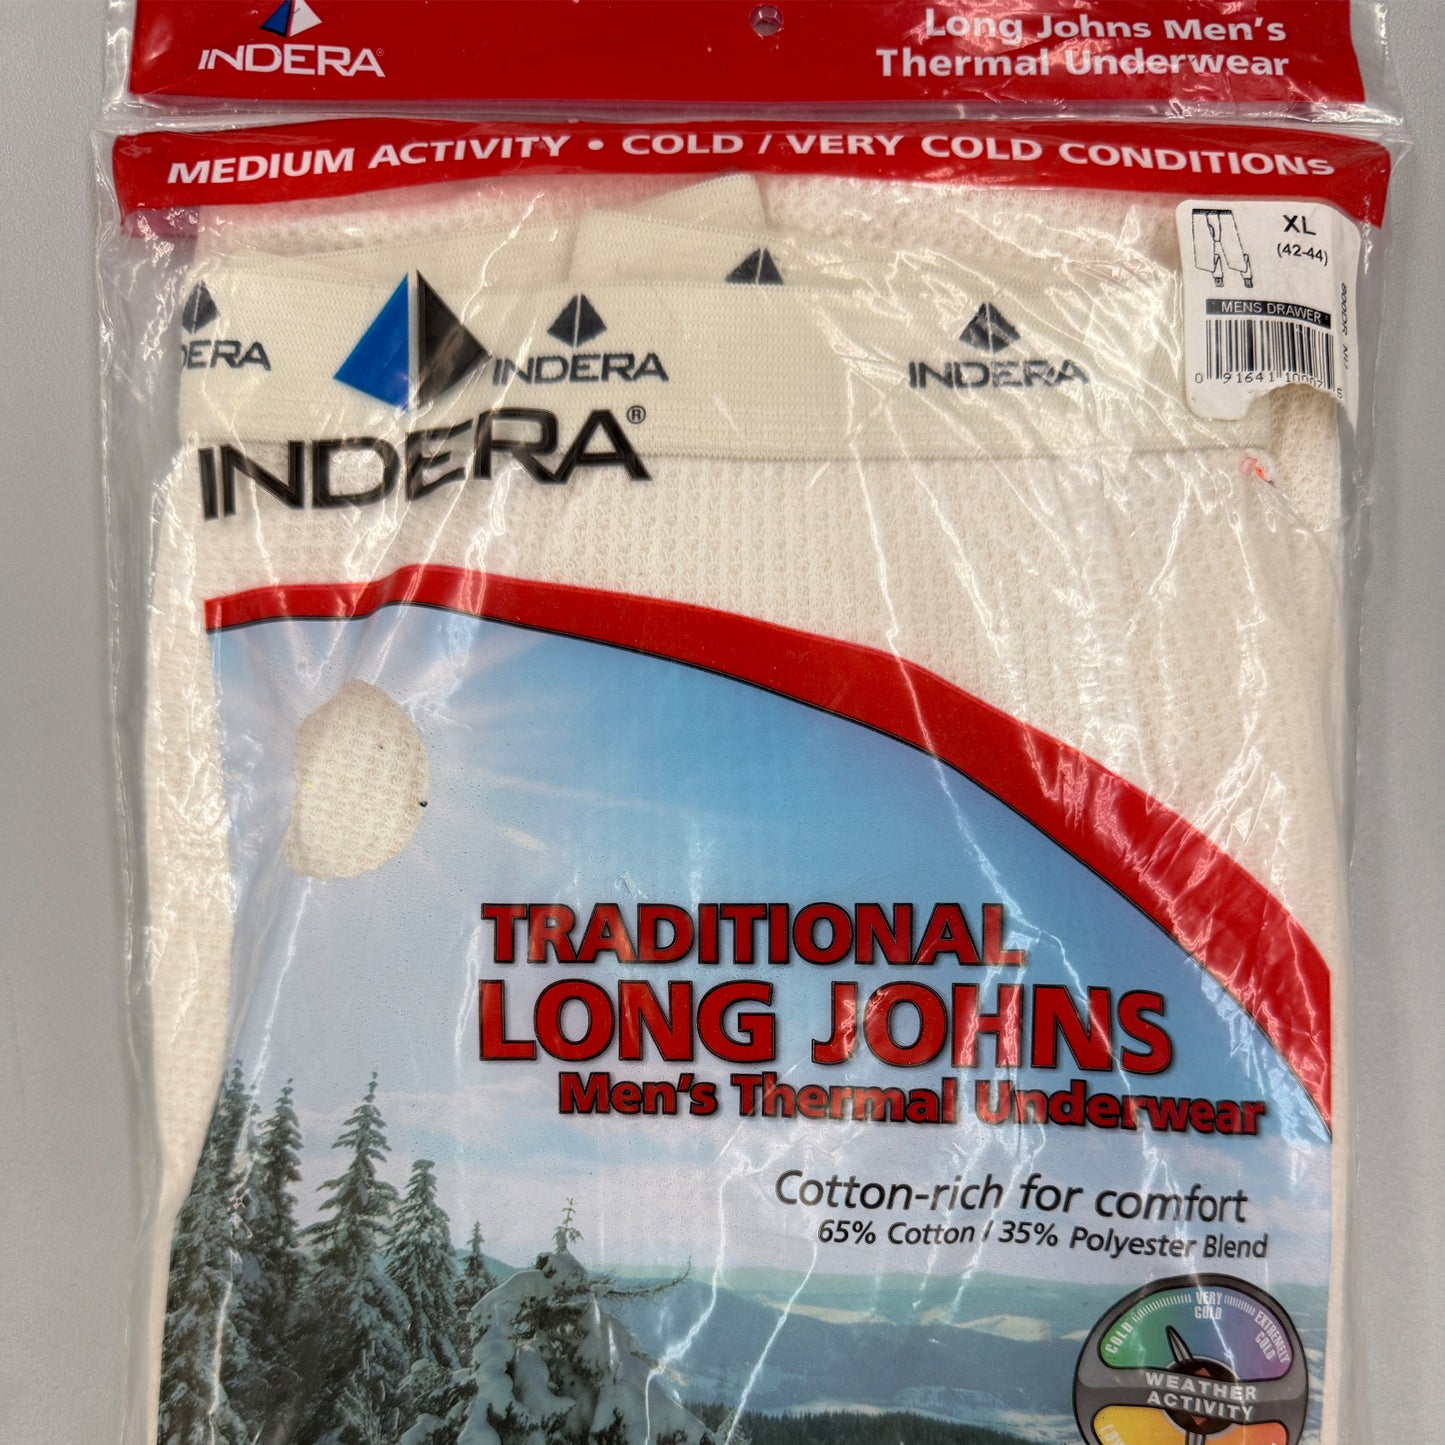 INDERA®
Long Johns Men's
Thermal Underwear
MEDIUM ACTIVITY • COLD / VERY COLD CONDITIONS
XL
(42-44)
MENS DRAWER
DERA
INDERA
INDERA
INDERA®
TRADITIONAL
LONG JOHNS
Men's Thermal Underwear
Cotton-rich for comfort
65% Cotton / 35% Polyester Blend
COLD
VERY
COLD
EXTREMELY
COLD
WEATHER
ACTIVITY